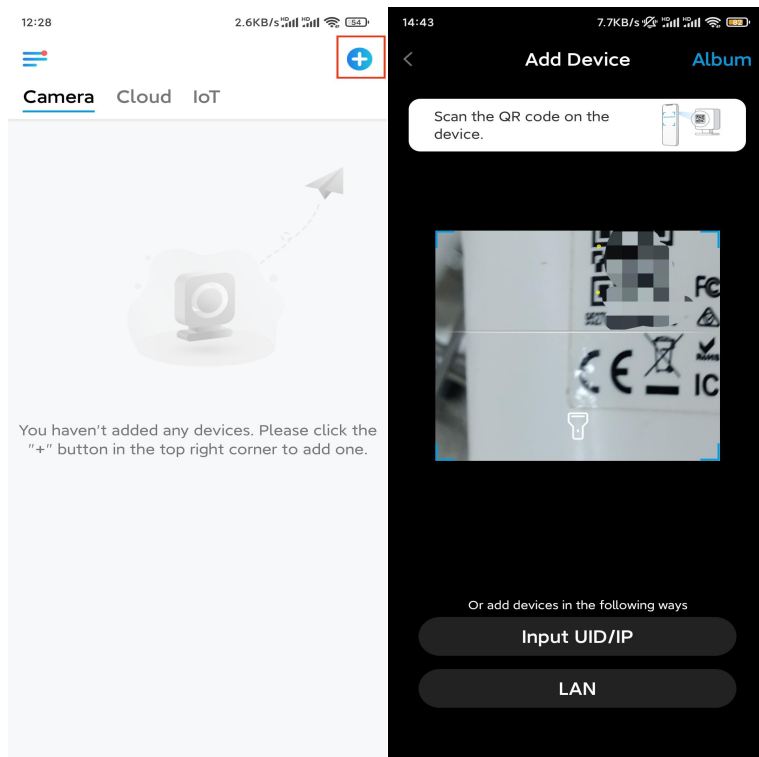 12:28
2.6KB/s
54
Camera Cloud IoT
You haven't added any devices. Please click the
"+" button in the top right corner to add one.
14:43
7.7KB/s
82
Add Device
Album
Scan the QR code on the
device.
FC
CE
IC
Or add devices in the following ways
Input UID/IP
LAN